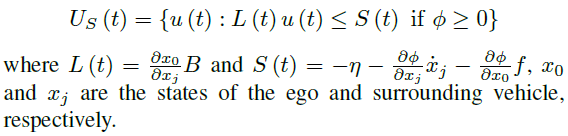 U_S (t) = {u (t) : L (t) u (t) ≤ S (t) if ϕ ≥ 0}
where L (t) = ∂x_0/∂x_j B and S (t) = −η − ∂ϕ/∂x_j ẋ_j − ∂ϕ/∂x_0 f, x_0
and x_j are the states of the ego and surrounding vehicle,
respectively.